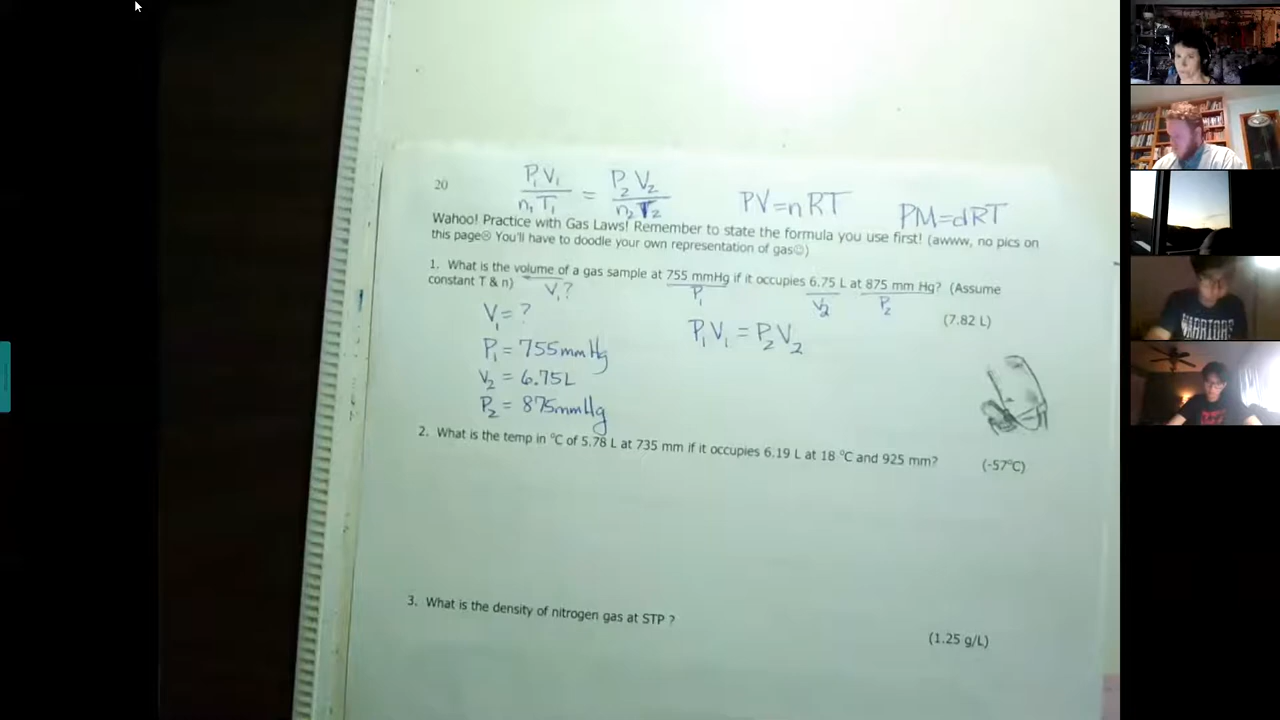 20
P₁V₁ / n₁T₁ = P₂V₂ / n₂T₂ PV=nRT PM=dRT
Wahoo! Practice with Gas Laws! Remember to state the formula you use first! (awww, no pics on
this page☹ You'll have to doodle your own representation of gas☺)
1. What is the volume of a gas sample at 755 mmHg if it occupies 6.75 L at 875 mm Hg? (Assume
constant T & n)
V₁? P₁ V₂ P₂
(7.82 L)
V₁ = ?
P₁V₁ = P₂V₂
P₁ = 755mmHg
V₂ = 6.75L
P₂ = 875mmHg
2. What is the temp in °C of 5.78 L at 735 mm if it occupies 6.19 L at 18 °C and 925 mm? (-57°C)
3. What is the density of nitrogen gas at STP ?
(1.25 g/L)
WARRIORS